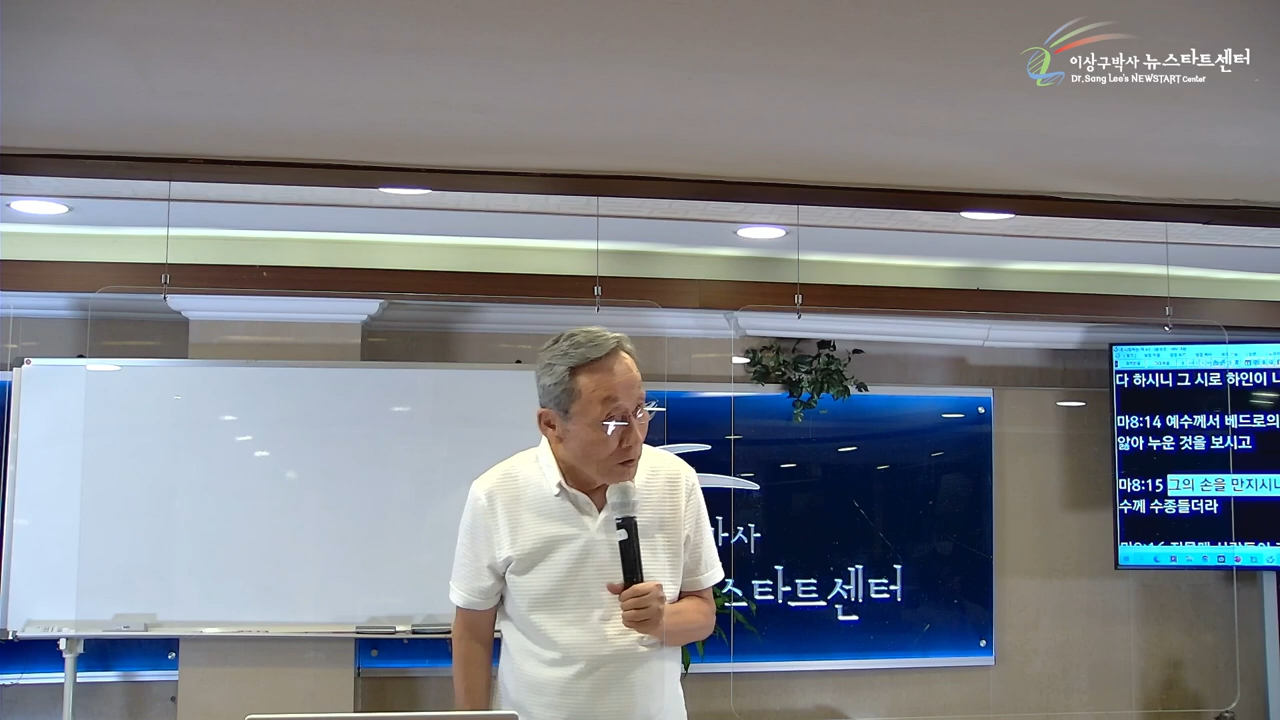 이상구박사 뉴스타트센터
Dr. Sang Lee's NEWSTART Center
다 하시니 그 시로 하인이 나
마8:14 예수께서 베드로의
앓아 누운 것을 보시고
마8:15 그의 손을 만지시니
수께 수종들더라
박사
스타트센터